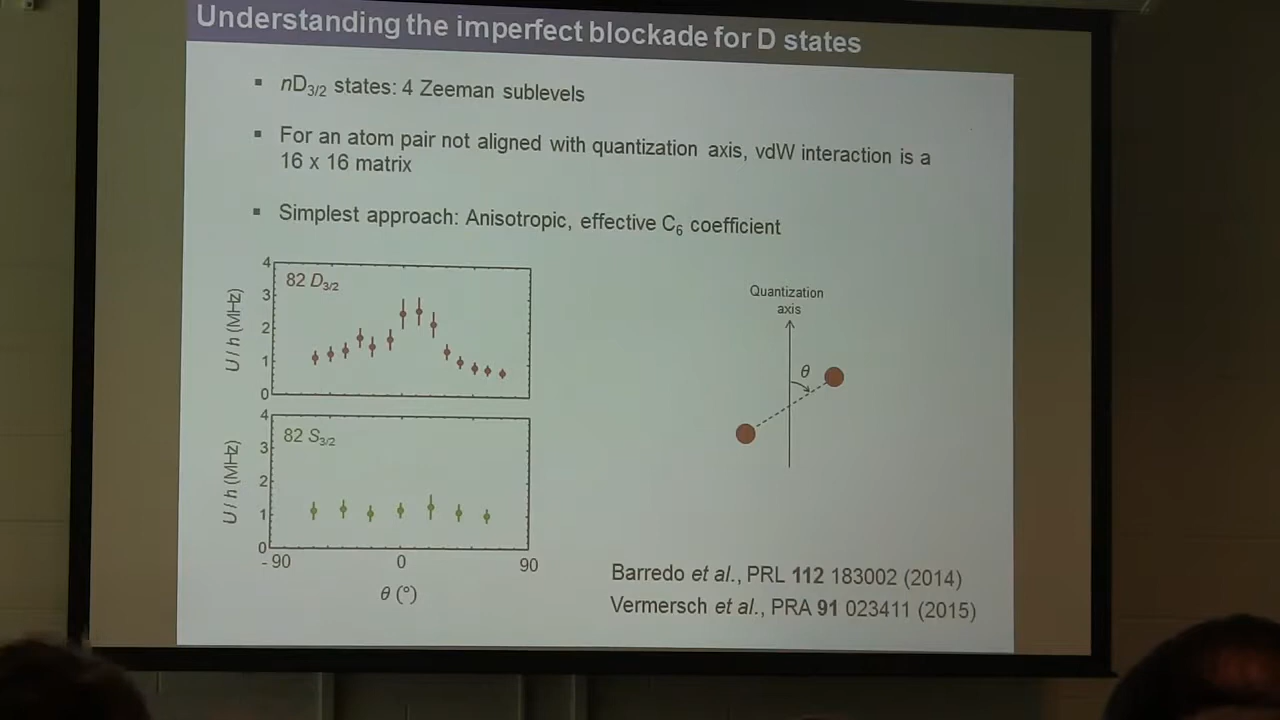 Understanding the imperfect blockade for D states
▪ nD3/2 states: 4 Zeeman sublevels
▪ For an atom pair not aligned with quantization axis, vdW interaction is a
16 x 16 matrix
▪ Simplest approach: Anisotropic, effective C6 coefficient
4
3
2
1
0
U / h (MHz)
82 D3/2
4
3
2
1
0
U / h (MHz)
82 S3/2
- 90
0
90
θ (°)
Quantization
axis
θ
Barredo et al., PRL 112 183002 (2014)
Vermersch et al., PRA 91 023411 (2015)